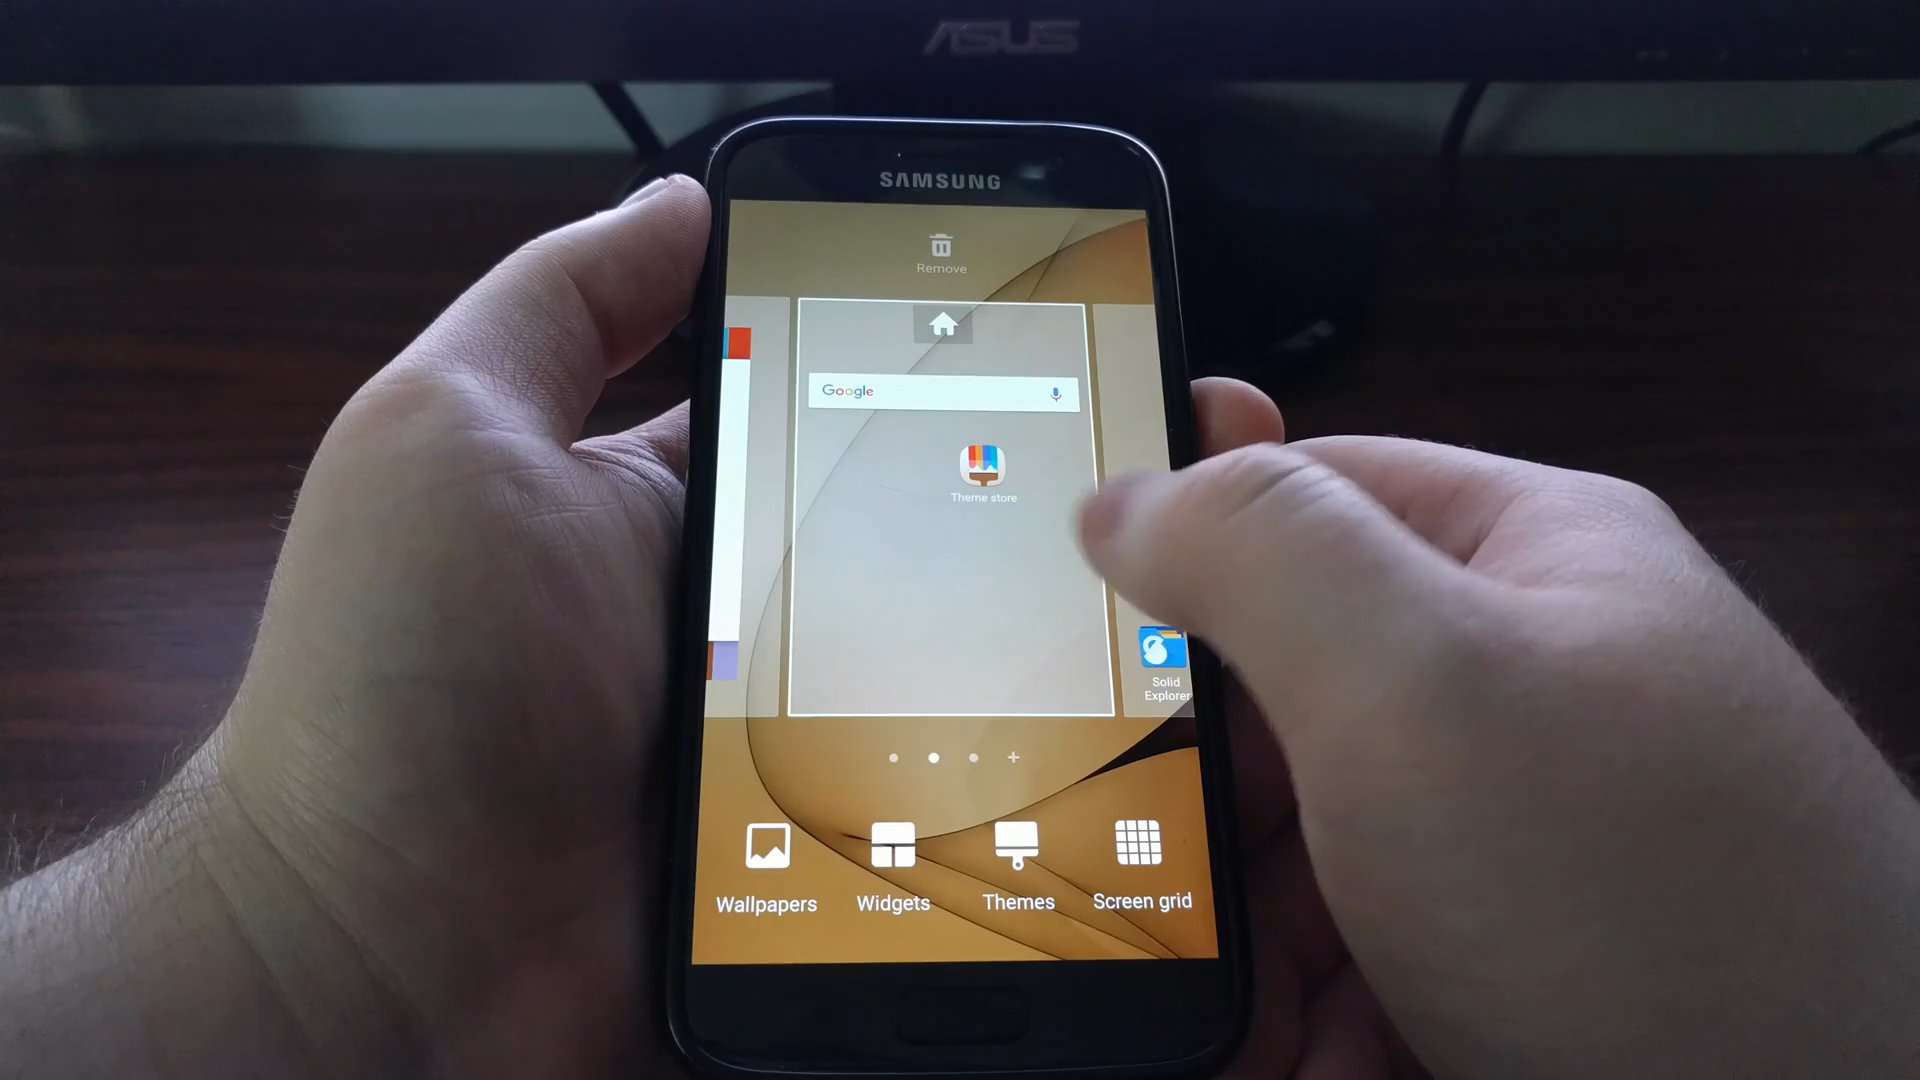 ASUS
SAMSUNG
Remove
Google
Theme store
Solid
Explorer
Wallpapers
Widgets
Themes
Screen grid